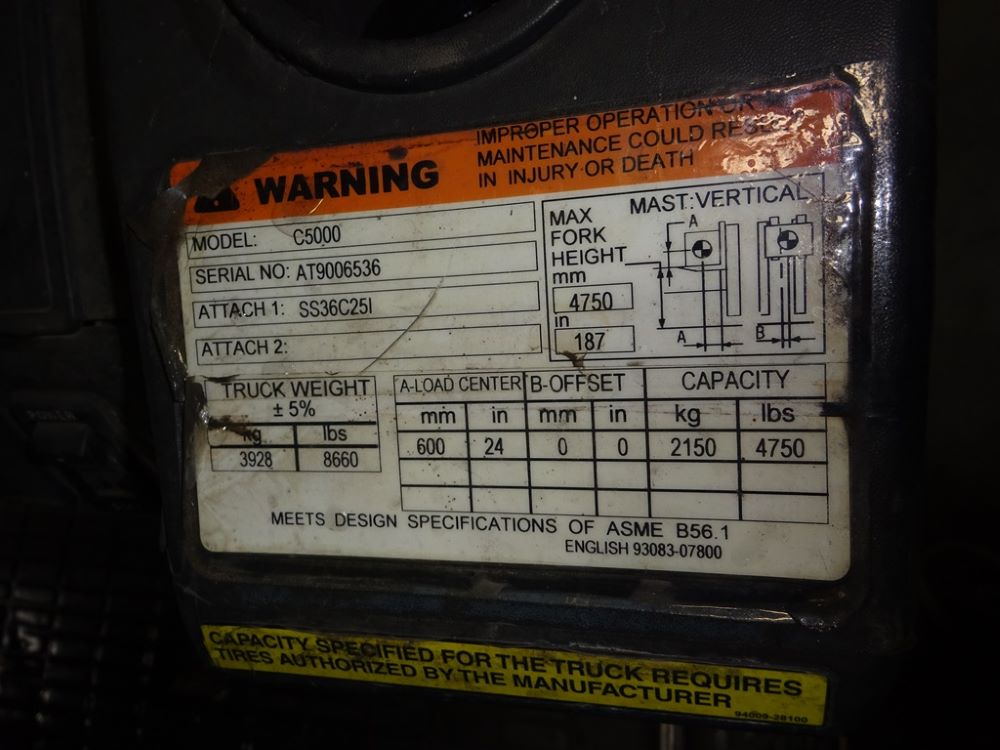 IMPROPER OPERATION OR
MAINTENANCE COULD RESULT
IN INJURY OR DEATH
WARNING
MODEL: C5000
SERIAL NO: AT9006536
ATTACH 1: SS36C25I
ATTACH 2:
MAX
FORK
HEIGHT
mm
4750
in
187
MAST:VERTICAL
A
A
B
TRUCK WEIGHT
± 5%
kg lbs
3928 8660
A-LOAD CENTER B-OFFSET CAPACITY
mm in mm in kg lbs
600 24 0 0 2150 4750
MEETS DESIGN SPECIFICATIONS OF ASME B56.1
ENGLISH 93083-07800
CAPACITY SPECIFIED FOR THE TRUCK REQUIRES
TIRES AUTHORIZED BY THE MANUFACTURER
94009-28100
POWER